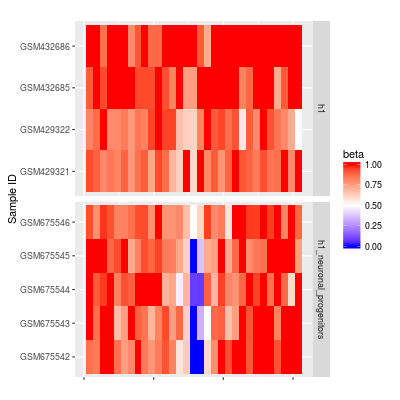 GSM432686
GSM432685
GSM429322
GSM429321
h1
GSM675546
GSM675545
GSM675544
GSM675543
GSM675542
h1_neuronal_progenitors
Sample ID
beta
1.00
0.75
0.50
0.25
0.00